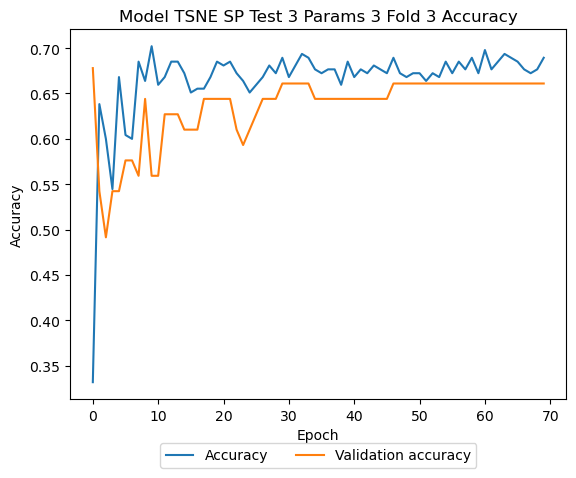 Model TSNE SP Test 3 Params 3 Fold 3 Accuracy
Accuracy
0.70
0.65
0.60
0.55
0.50
0.45
0.40
0.35
0 10 20 30 40 50 60 70
Epoch
Accuracy Validation accuracy